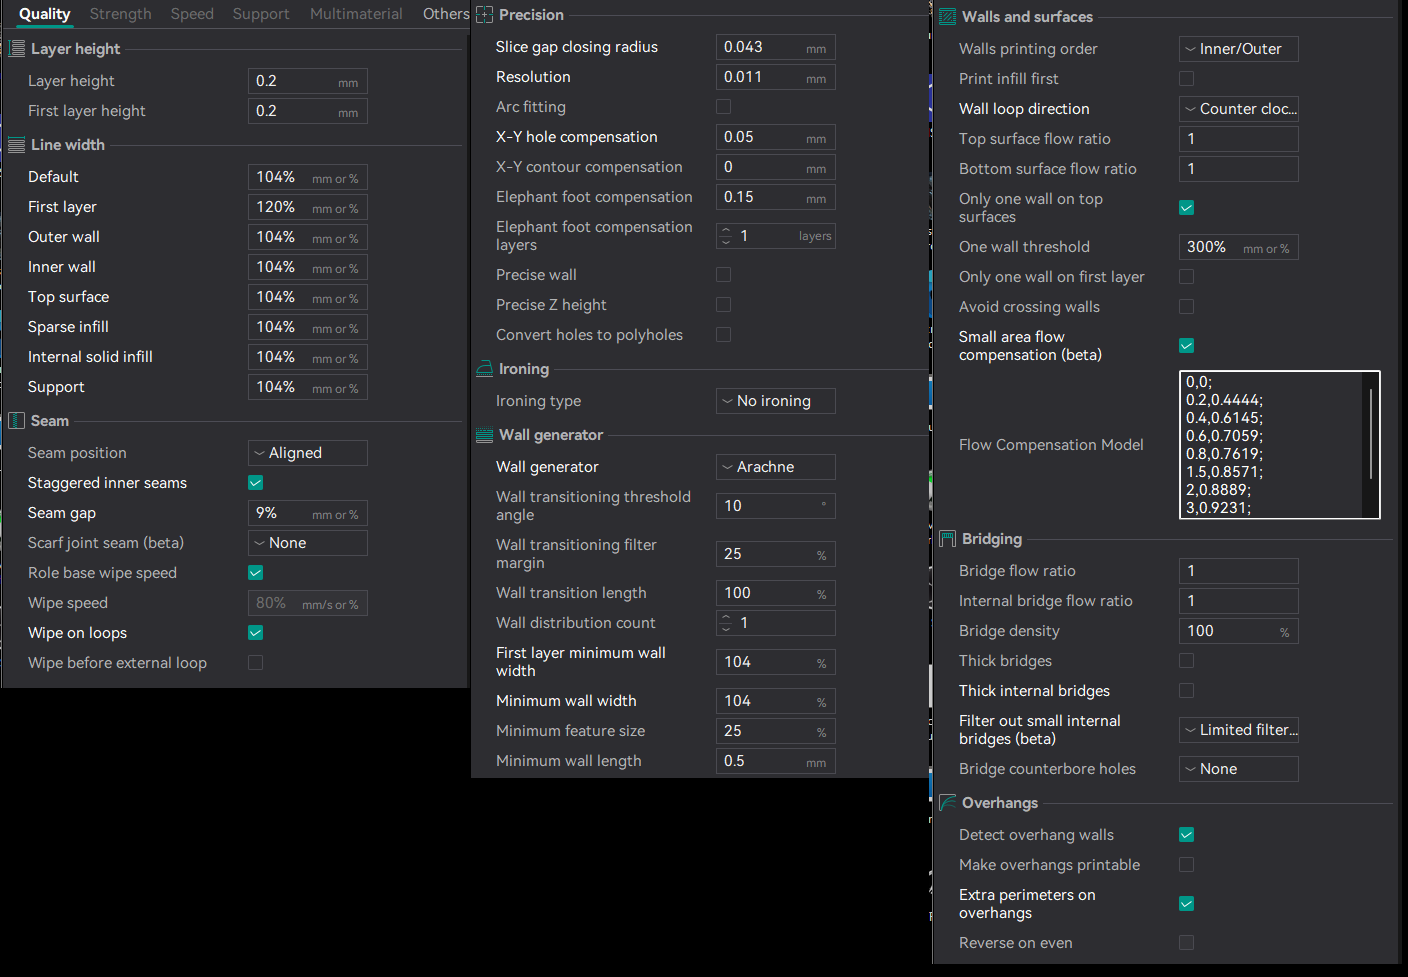 Quality Strength Speed Support Multimaterial Others
Layer height
Layer height 0.2 mm
First layer height 0.2 mm
Line width
Default 104% mm or %
First layer 120% mm or %
Outer wall 104% mm or %
Inner wall 104% mm or %
Top surface 104% mm or %
Sparse infill 104% mm or %
Internal solid infill 104% mm or %
Support 104% mm or %
Seam
Seam position Aligned
Staggered inner seams
Seam gap 9% mm or %
Scarf joint seam (beta) None
Role base wipe speed
Wipe speed 80% mm/s or %
Wipe on loops
Wipe before external loop
Precision
Slice gap closing radius 0.043 mm
Resolution 0.011 mm
Arc fitting
X-Y hole compensation 0.05 mm
X-Y contour compensation 0 mm
Elephant foot compensation 0.15 mm
Elephant foot compensation
layers 1 layers
Precise wall
Precise Z height
Convert holes to polyholes
Ironing
Ironing type No ironing
Wall generator
Wall generator Arachne
Wall transitioning threshold
angle 10 °
Wall transitioning filter
margin 25 %
Wall transition length 100 %
Wall distribution count 1
First layer minimum wall
width 104 %
Minimum wall width 104 %
Minimum feature size 25 %
Minimum wall length 0.5 mm
Walls and surfaces
Walls printing order Inner/Outer
Print infill first
Wall loop direction Counter cloc...
Top surface flow ratio 1
Bottom surface flow ratio 1
Only one wall on top
surfaces
One wall threshold 300% mm or %
Only one wall on first layer
Avoid crossing walls
Small area flow
compensation (beta)
Flow Compensation Model
0,0;
0.2,0.4444;
0.4,0.6145;
0.6,0.7059;
0.8,0.7619;
1.5,0.8571;
2,0.8889;
3,0.9231;
Bridging
Bridge flow ratio 1
Internal bridge flow ratio 1
Bridge density 100 %
Thick bridges
Thick internal bridges
Filter out small internal
bridges (beta) Limited filter...
Bridge counterbore holes None
Overhangs
Detect overhang walls
Make overhangs printable
Extra perimeters on
overhangs
Reverse on even